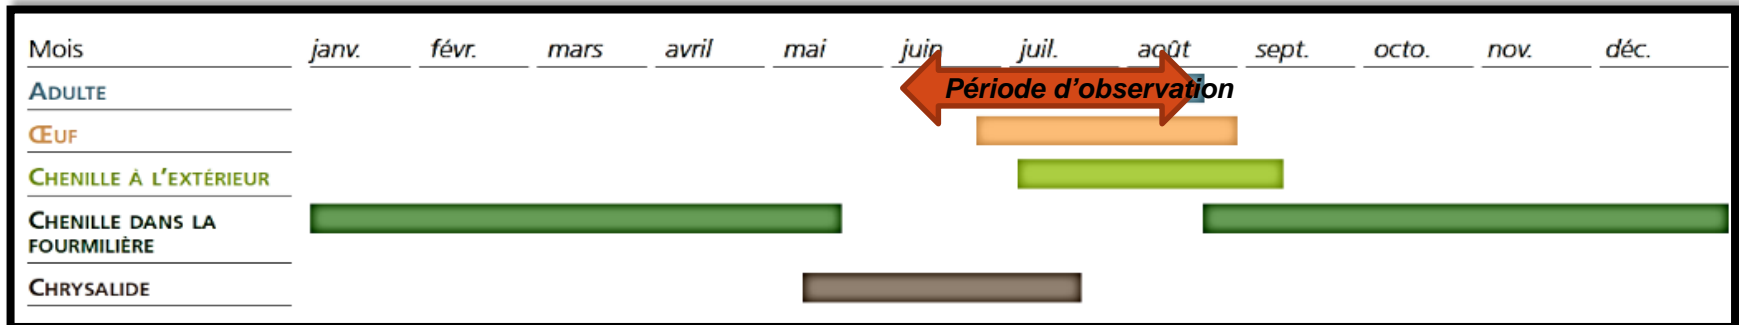 Mois janv. févr. mars avril mai juin juil. août sept. octo. nov. déc.
ADULTE Période d'observation
ŒUF
CHENILLE À L'EXTÉRIEUR
CHENILLE DANS LA
FOURMILIÈRE
CHRYSALIDE